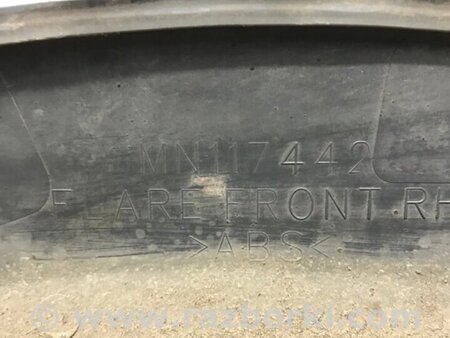 MN117442
FLARE FRONT RH
>ABS<
© www.razborki.com